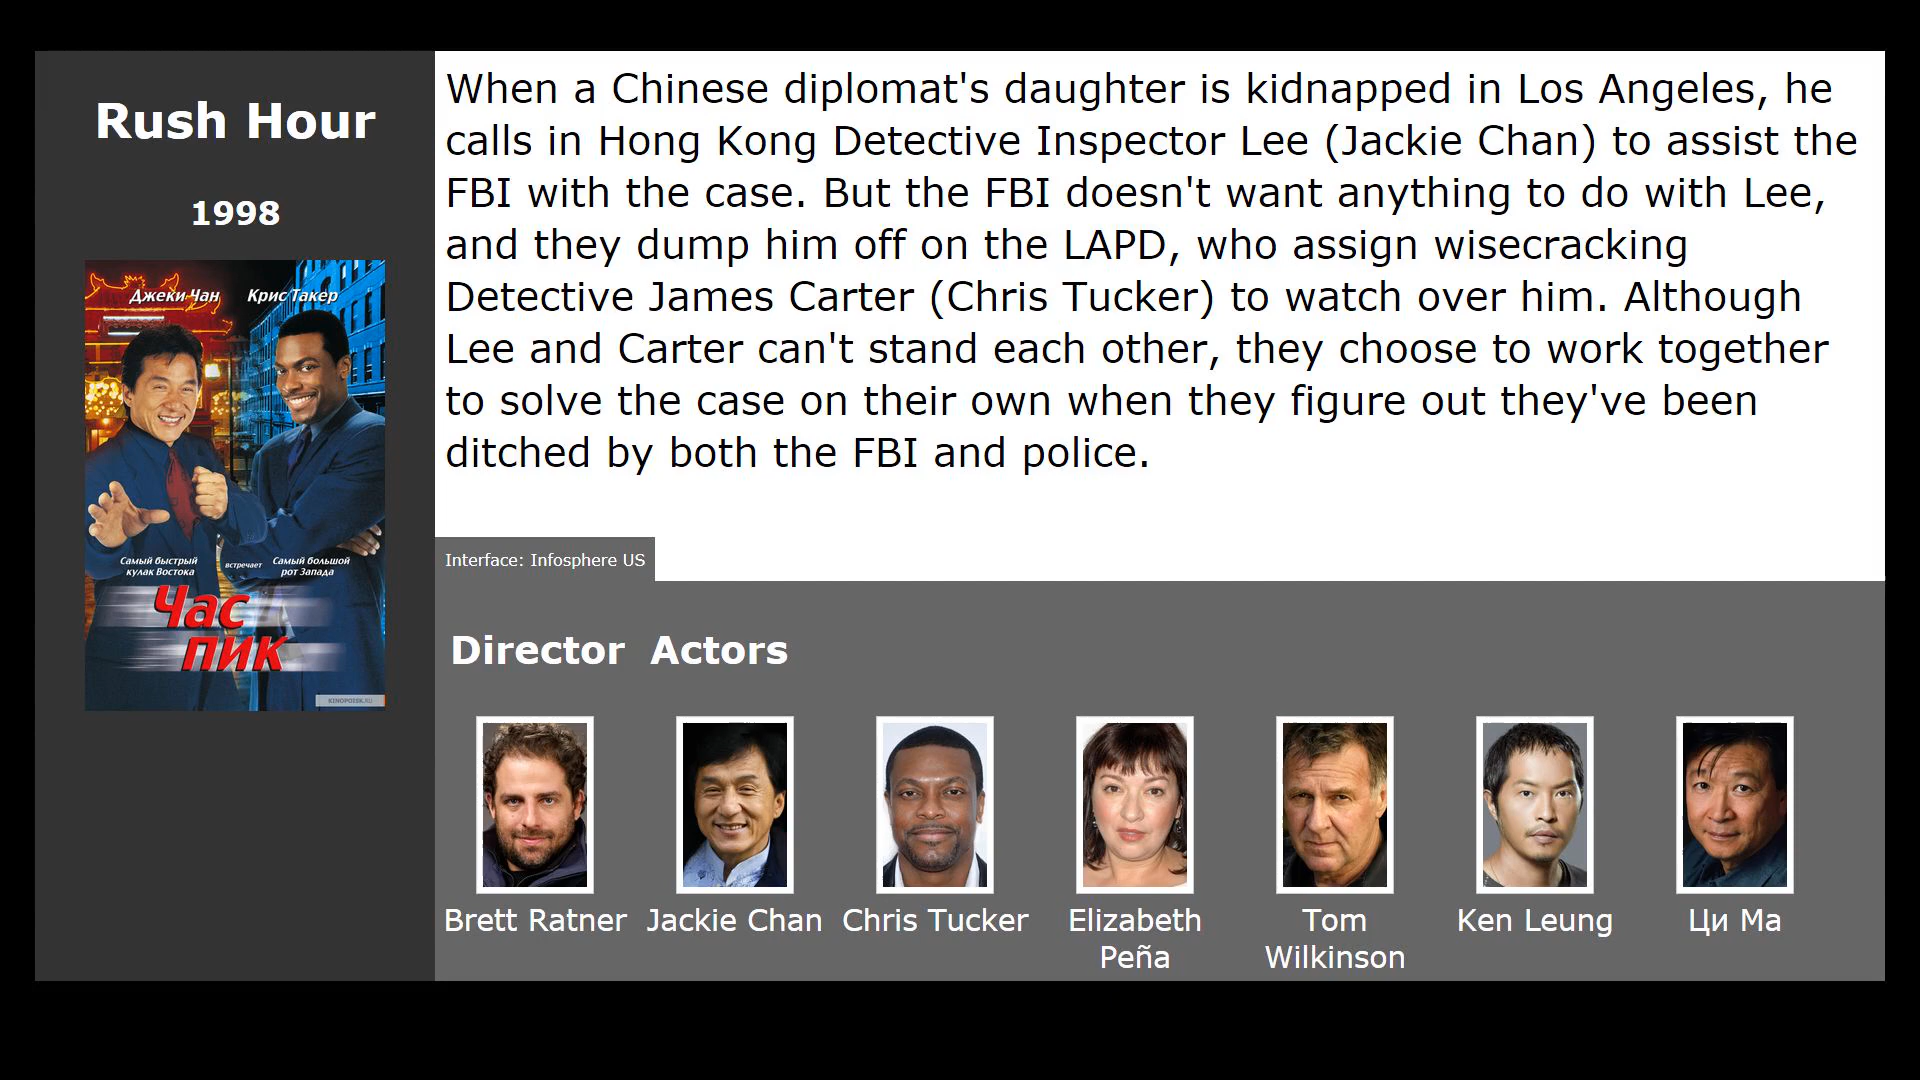 Rush Hour
1998
Джеки Чан Крис Такер
Самый быстрый
кулак Востока
встречает
Самый большой
рот Запада
Час
пик
KINOPOISK.RU
When a Chinese diplomat's daughter is kidnapped in Los Angeles, he
calls in Hong Kong Detective Inspector Lee (Jackie Chan) to assist the
FBI with the case. But the FBI doesn't want anything to do with Lee,
and they dump him off on the LAPD, who assign wisecracking
Detective James Carter (Chris Tucker) to watch over him. Although
Lee and Carter can't stand each other, they choose to work together
to solve the case on their own when they figure out they've been
ditched by both the FBI and police.
Interface: Infosphere US
Director Actors
Brett Ratner
Jackie Chan
Chris Tucker
Elizabeth
Peña
Tom
Wilkinson
Ken Leung
Ци Ма